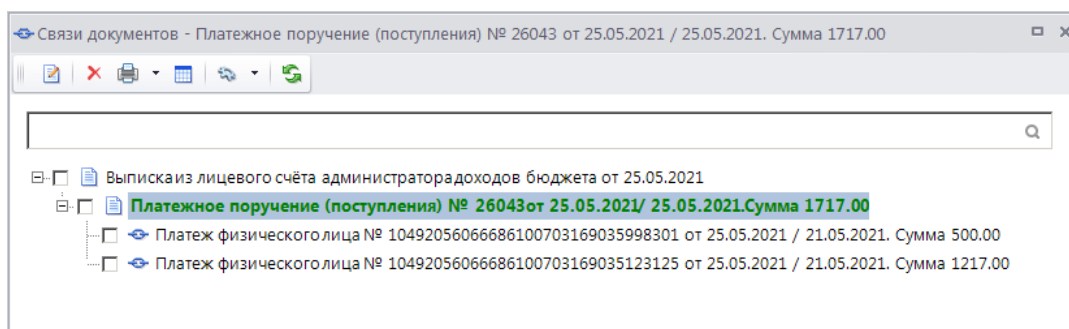 Связи документов - Платежное поручение (поступления) № 26043 от 25.05.2021 / 25.05.2021. Сумма 1717.00
Выписка из лицевого счёта администратора доходов бюджета от 25.05.2021
Платежное поручение (поступления) № 26043от 25.05.2021/ 25.05.2021.Сумма 1717.00
Платеж физического лица № 10492056066686100703169035998301 от 25.05.2021 / 21.05.2021. Сумма 500.00
Платеж физического лица № 10492056066686100703169035123125 от 25.05.2021 / 21.05.2021. Сумма 1217.00